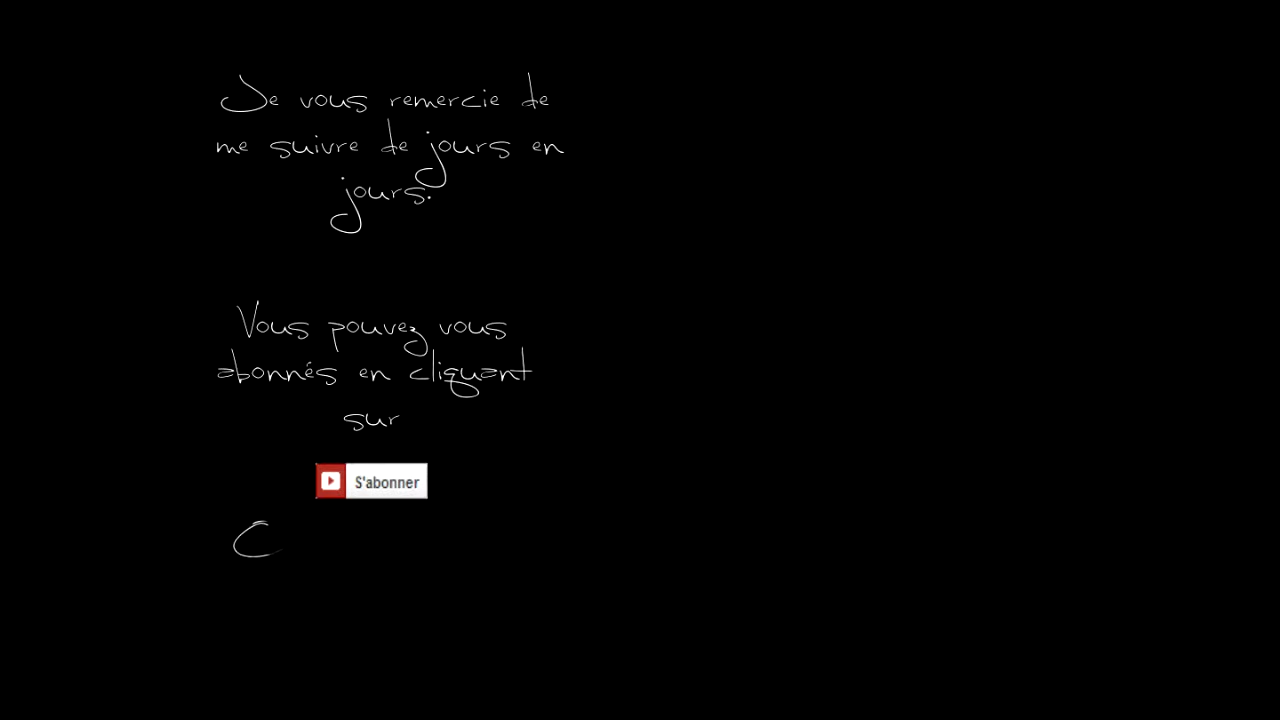 Je vous remercie de
me suivre de jours en
jours.
Vous pouvez vous
abonnés en cliquant
sur
S'abonner
C